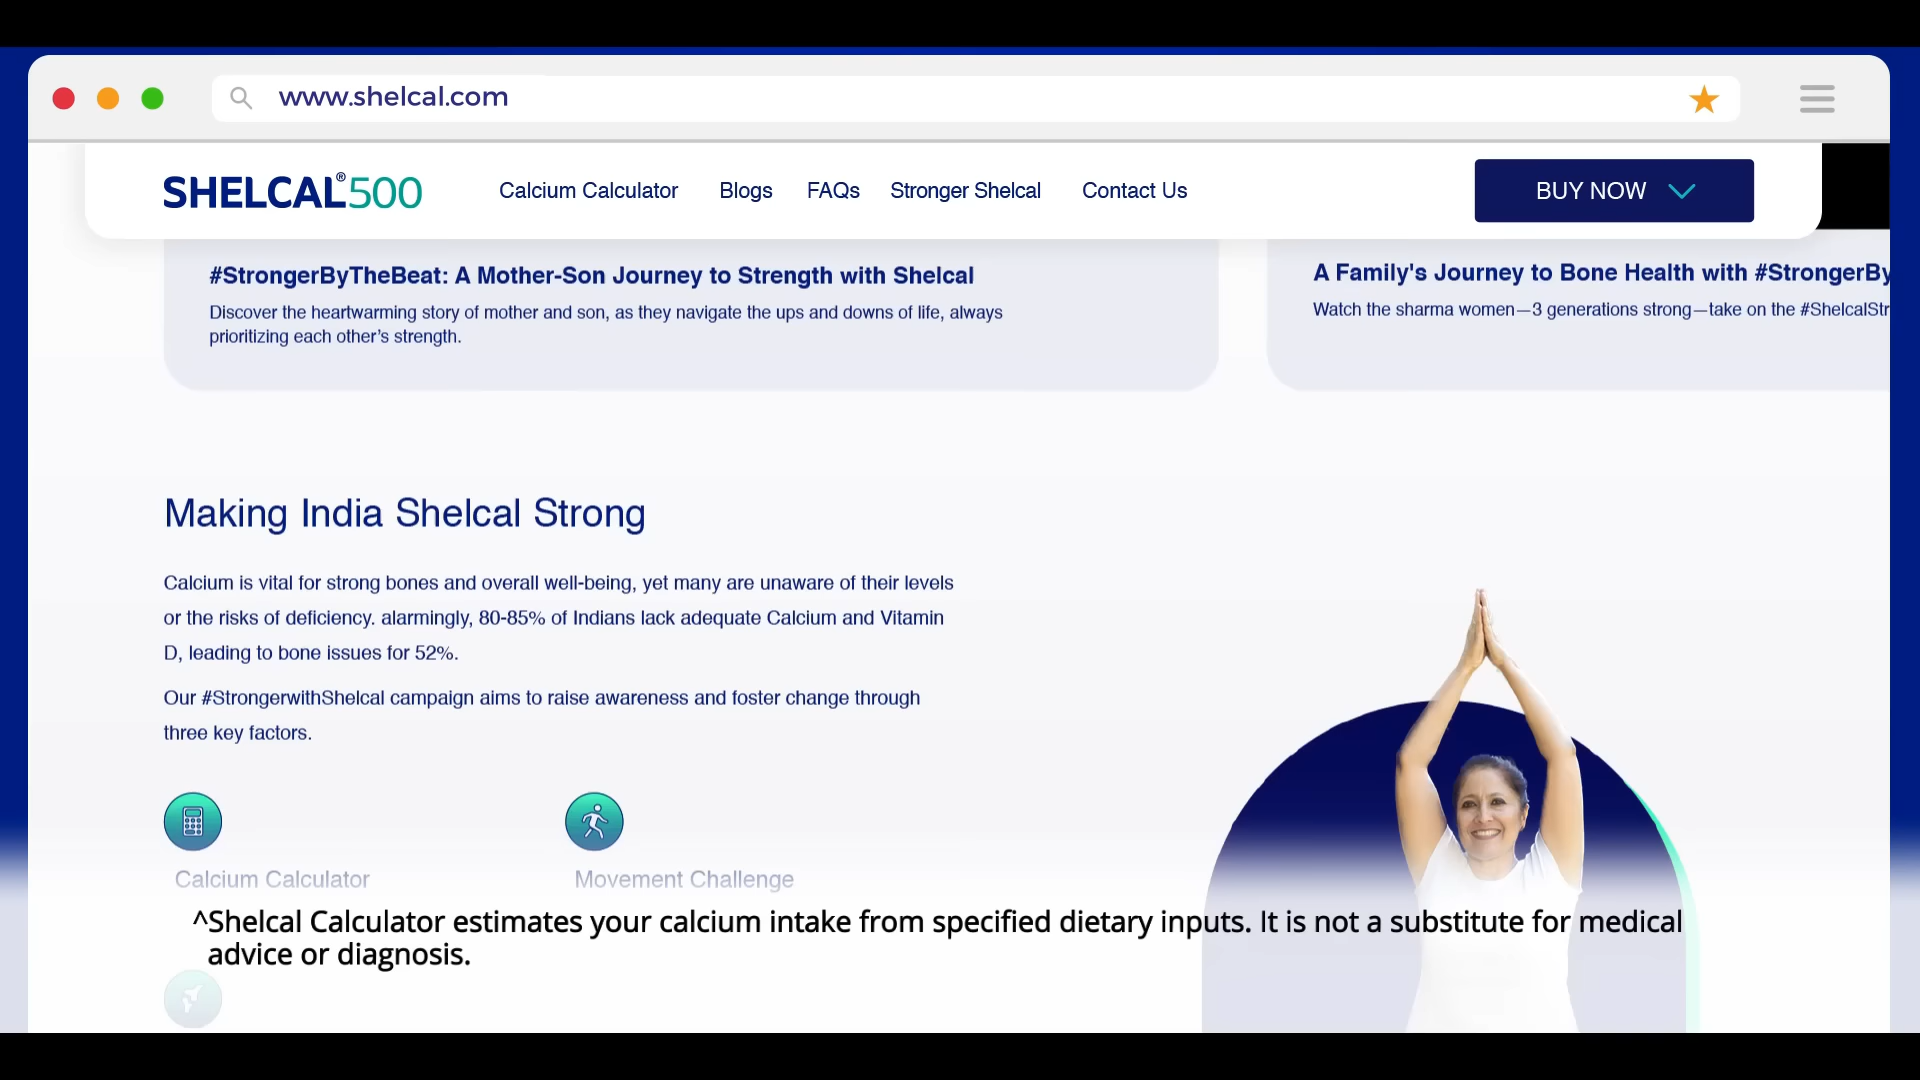 www.shelcal.com
SHELCAL®500
Calcium Calculator
Blogs
FAQs
Stronger Shelcal
Contact Us
BUY NOW
#StrongerByTheBeat: A Mother-Son Journey to Strength with Shelcal
Discover the heartwarming story of mother and son, as they navigate the ups and downs of life, always
prioritizing each other’s strength.
A Family's Journey to Bone Health with #StrongerBy
Watch the sharma women—3 generations strong—take on the #ShelcalStr
Making India Shelcal Strong
Calcium is vital for strong bones and overall well-being, yet many are unaware of their levels
or the risks of deficiency. alarmingly, 80-85% of Indians lack adequate Calcium and Vitamin
D, leading to bone issues for 52%.
Our #StrongerwithShelcal campaign aims to raise awareness and foster change through
three key factors.
Calcium Calculator
Movement Challenge
^Shelcal Calculator estimates your calcium intake from specified dietary inputs. It is not a substitute for medical
advice or diagnosis.